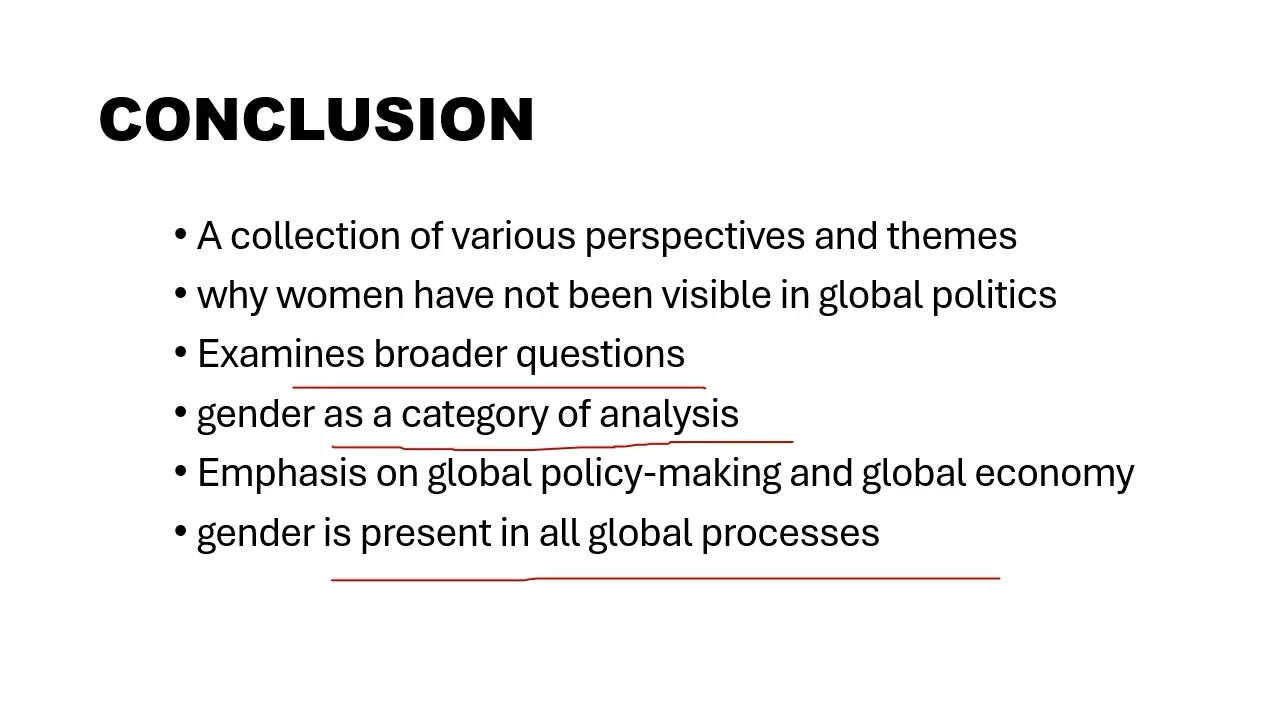 CONCLUSION
• A collection of various perspectives and themes
• why women have not been visible in global politics
• Examines broader questions
• gender as a category of analysis
• Emphasis on global policy-making and global economy
• gender is present in all global processes